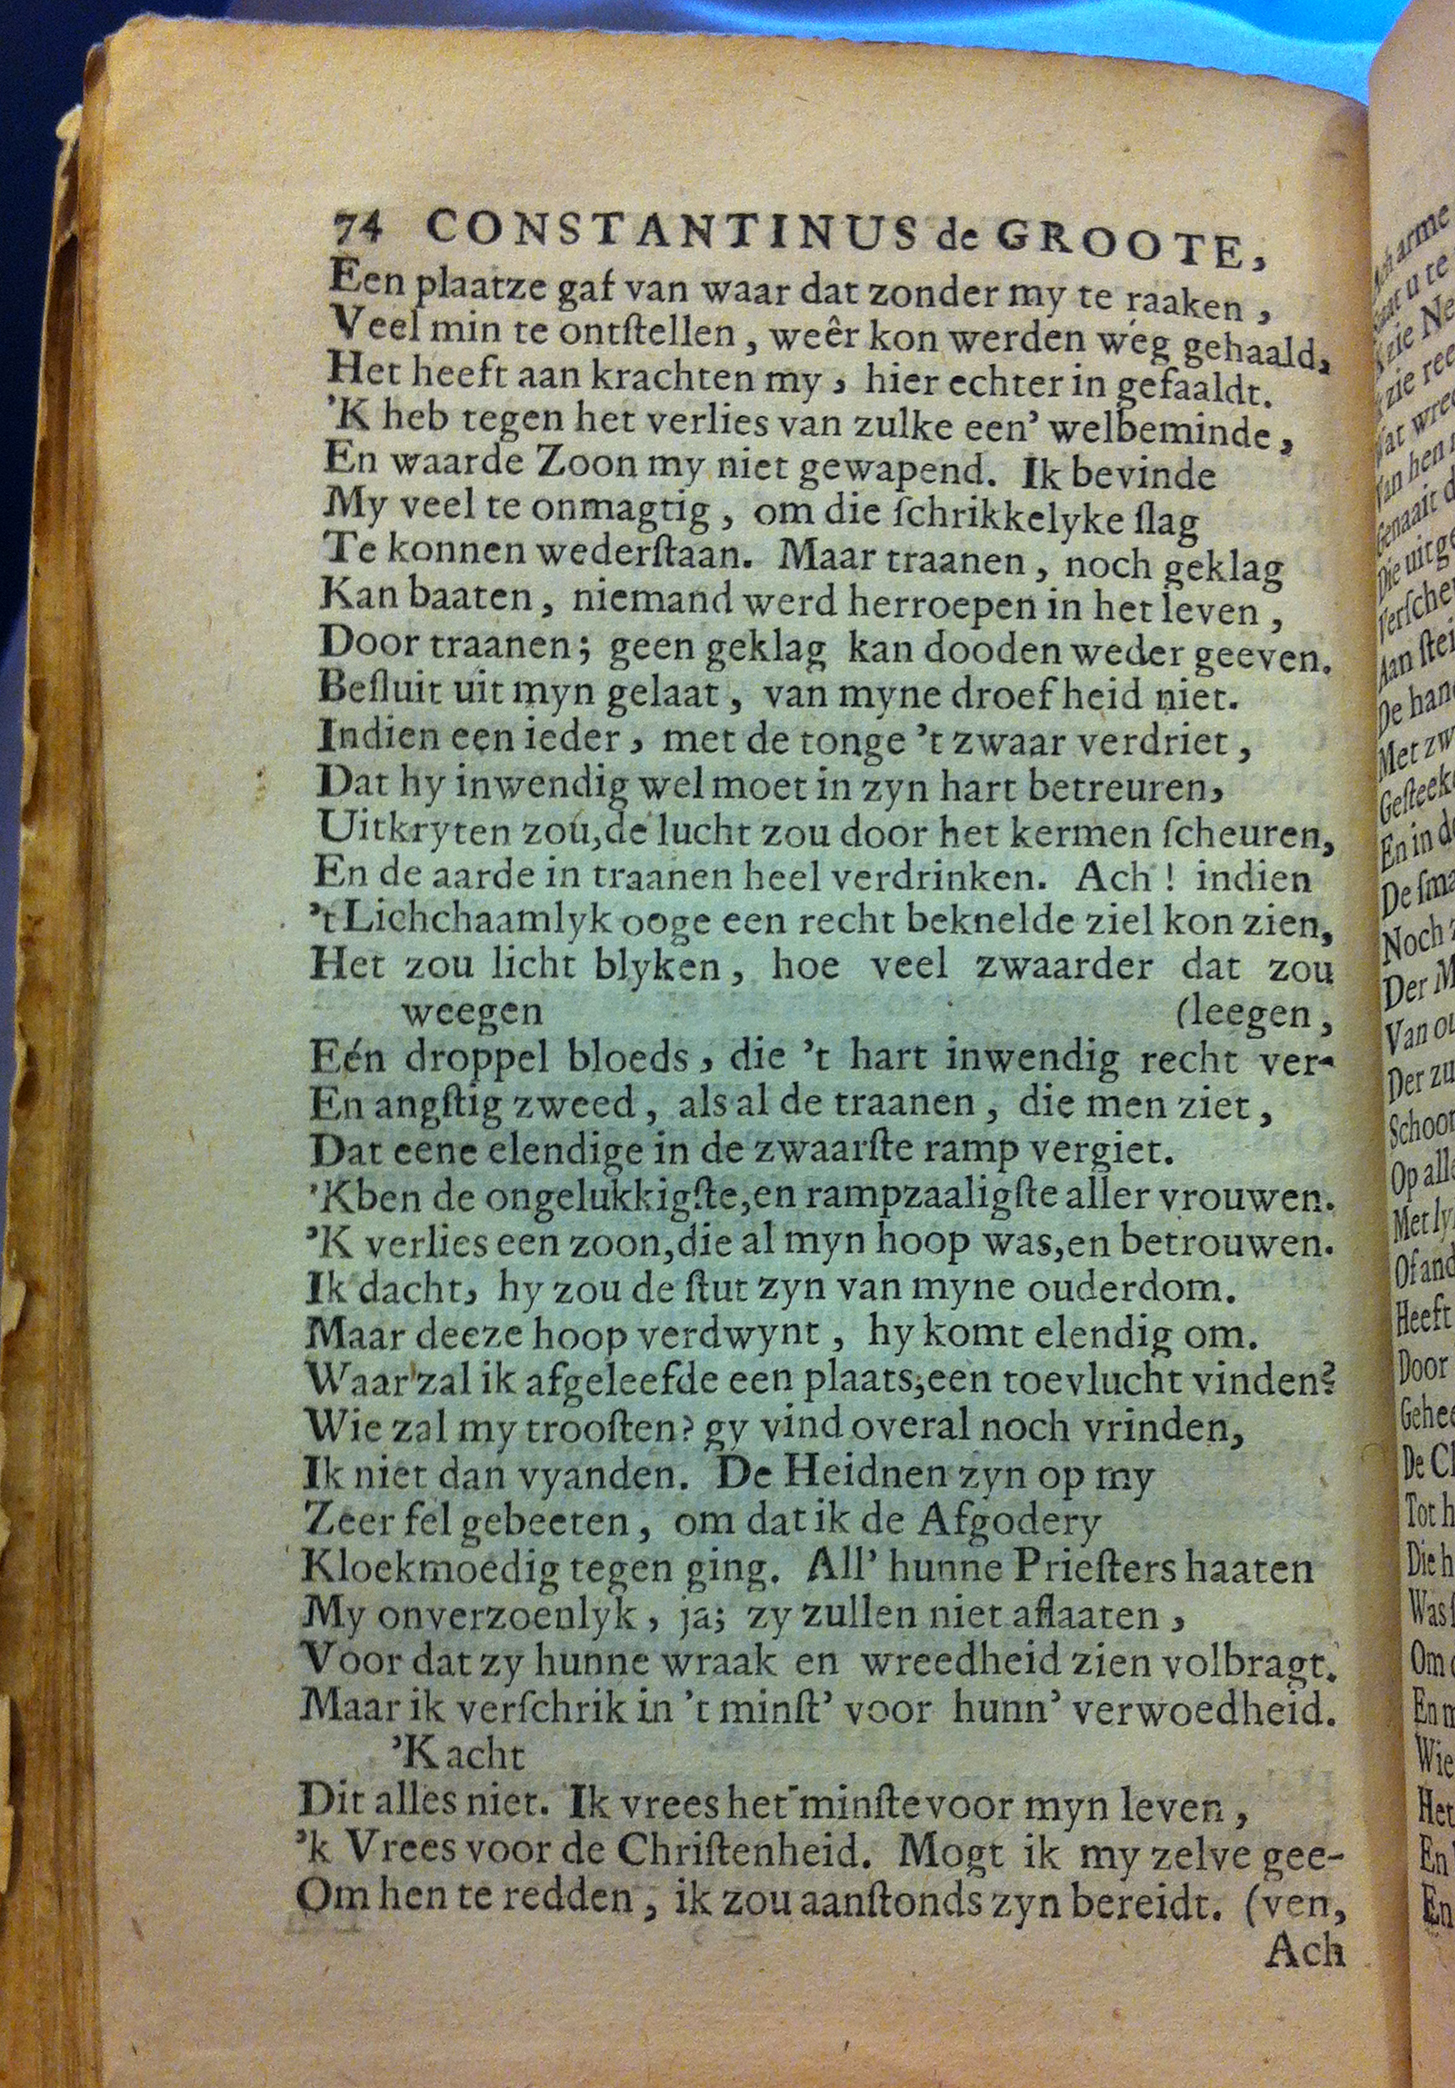 74 CONSTANTINUS de GROOTE,
Een plaatze gaf van waar dat zonder my te raaken,
Veel min te ontſtellen, weêr kon werden weg gehaald,
Het heeft aan krachten my, hier echter in gefaaldt.
'K heb tegen het verlies van zulke een' welbeminde,
En waarde Zoon my niet gewapend. Ik bevinde
My veel te onmagtig, om die ſchrikkelyke ſlag
Te konnen wederſtaan. Maar traanen, noch geklag
Kan baaten, niemand werd herroepen in het leven,
Door traanen; geen geklag kan dooden weder geeven.
Beſluit uit myn gelaat, van myne droefheid niet.
Indien een ieder, met de tonge 't zwaar verdriet,
Dat hy inwendig wel moet in zyn hart betreuren,
Uitkryten zou, de lucht zou door het kermen ſcheuren,
En de aarde in traanen heel verdrinken. Ach! indien
't Lichchaamlyk ooge een recht beknelde ziel kon zien,
Het zou licht blyken, hoe veel zwaarder dat zou
weegen (leegen,
Eén droppel bloeds, die 't hart inwendig recht ver-
En angſtig zweed, als al de traanen, die men ziet,
Dat eene elendige in de zwaarſte ramp vergiet.
'Kben de ongelukkigſte, en rampzaaligſte aller vrouwen.
'K verlies een zoon, die al myn hoop was, en betrouwen.
Ik dacht, hy zou de ſtut zyn van myne ouderdom.
Maar deeze hoop verdwynt, hy komt elendig om.
Waar zal ik afgeleefde een plaats, een toevlucht vinden?
Wie zal my trooſten? gy vind overal noch vrinden,
Ik niet dan vyanden. De Heidnen zyn op my
Zeer fel gebeeten, om dat ik de Afgodery
Kloekmoedig tegen ging. All' hunne Prieſters haaten
My onverzoenlyk, ja; zy zullen niet aflaaten,
Voor dat zy hunne wraak en wreedheid zien volbragt.
Maar ik verſchrik in 't minſt' voor hunn' verwoedheid.
'K acht
Dit alles niet. Ik vrees het minſte voor myn leven,
'k Vrees voor de Chriſtenheid. Mogt ik my zelve gee-
Om hen te redden, ik zou aanſtonds zyn bereidt. (ven,
Ach